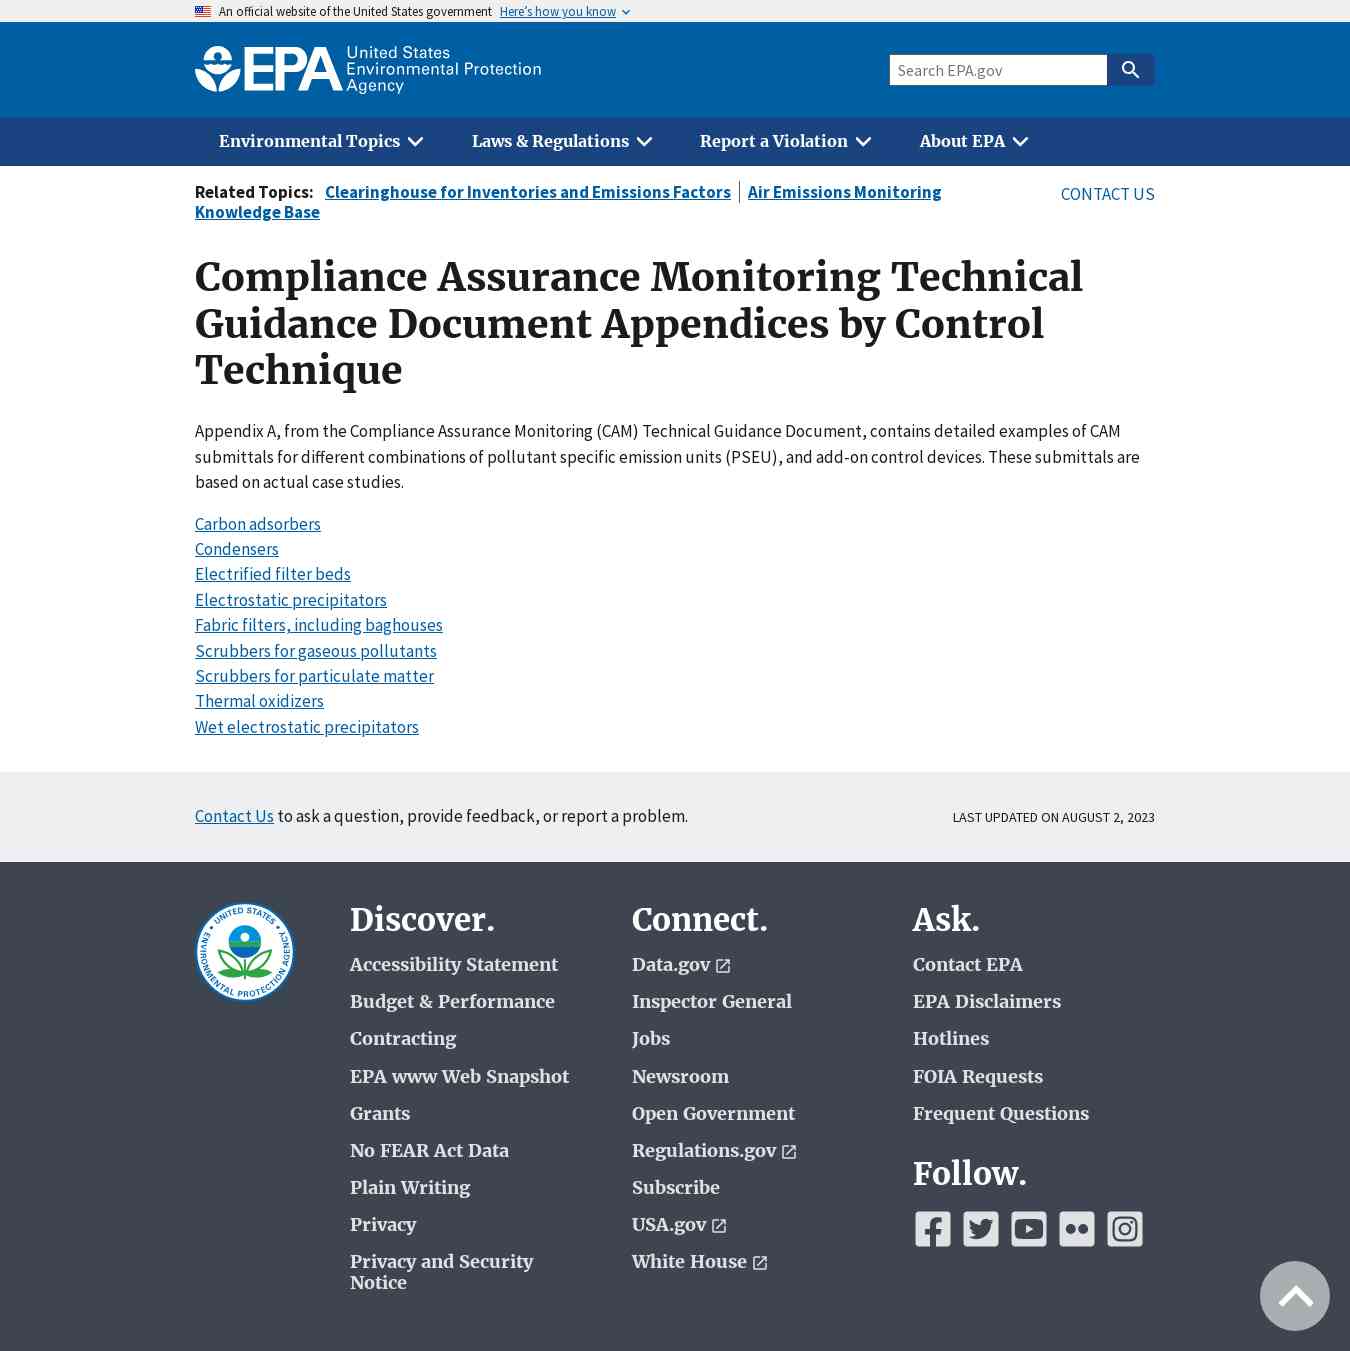 An official website of the United States government Here's how you know
EPA United States
Environmental Protection
Agency
Search EPA.gov
Environmental Topics Laws & Regulations Report a Violation About EPA
Related Topics: Clearinghouse for Inventories and Emissions Factors Air Emissions Monitoring
Knowledge Base
CONTACT US
Compliance Assurance Monitoring Technical
Guidance Document Appendices by Control
Technique
Appendix A, from the Compliance Assurance Monitoring (CAM) Technical Guidance Document, contains detailed examples of CAM
submittals for different combinations of pollutant specific emission units (PSEU), and add-on control devices. These submittals are
based on actual case studies.
Carbon adsorbers
Condensers
Electrified filter beds
Electrostatic precipitators
Fabric filters, including baghouses
Scrubbers for gaseous pollutants
Scrubbers for particulate matter
Thermal oxidizers
Wet electrostatic precipitators
Contact Us to ask a question, provide feedback, or report a problem.
LAST UPDATED ON AUGUST 2, 2023
UNITED STATES ENVIRONMENTAL PROTECTION AGENCY
Discover.
Accessibility Statement
Budget & Performance
Contracting
EPA www Web Snapshot
Grants
No FEAR Act Data
Plain Writing
Privacy
Privacy and Security
Notice
Connect.
Data.gov
Inspector General
Jobs
Newsroom
Open Government
Regulations.gov
Subscribe
USA.gov
White House
Ask.
Contact EPA
EPA Disclaimers
Hotlines
FOIA Requests
Frequent Questions
Follow.